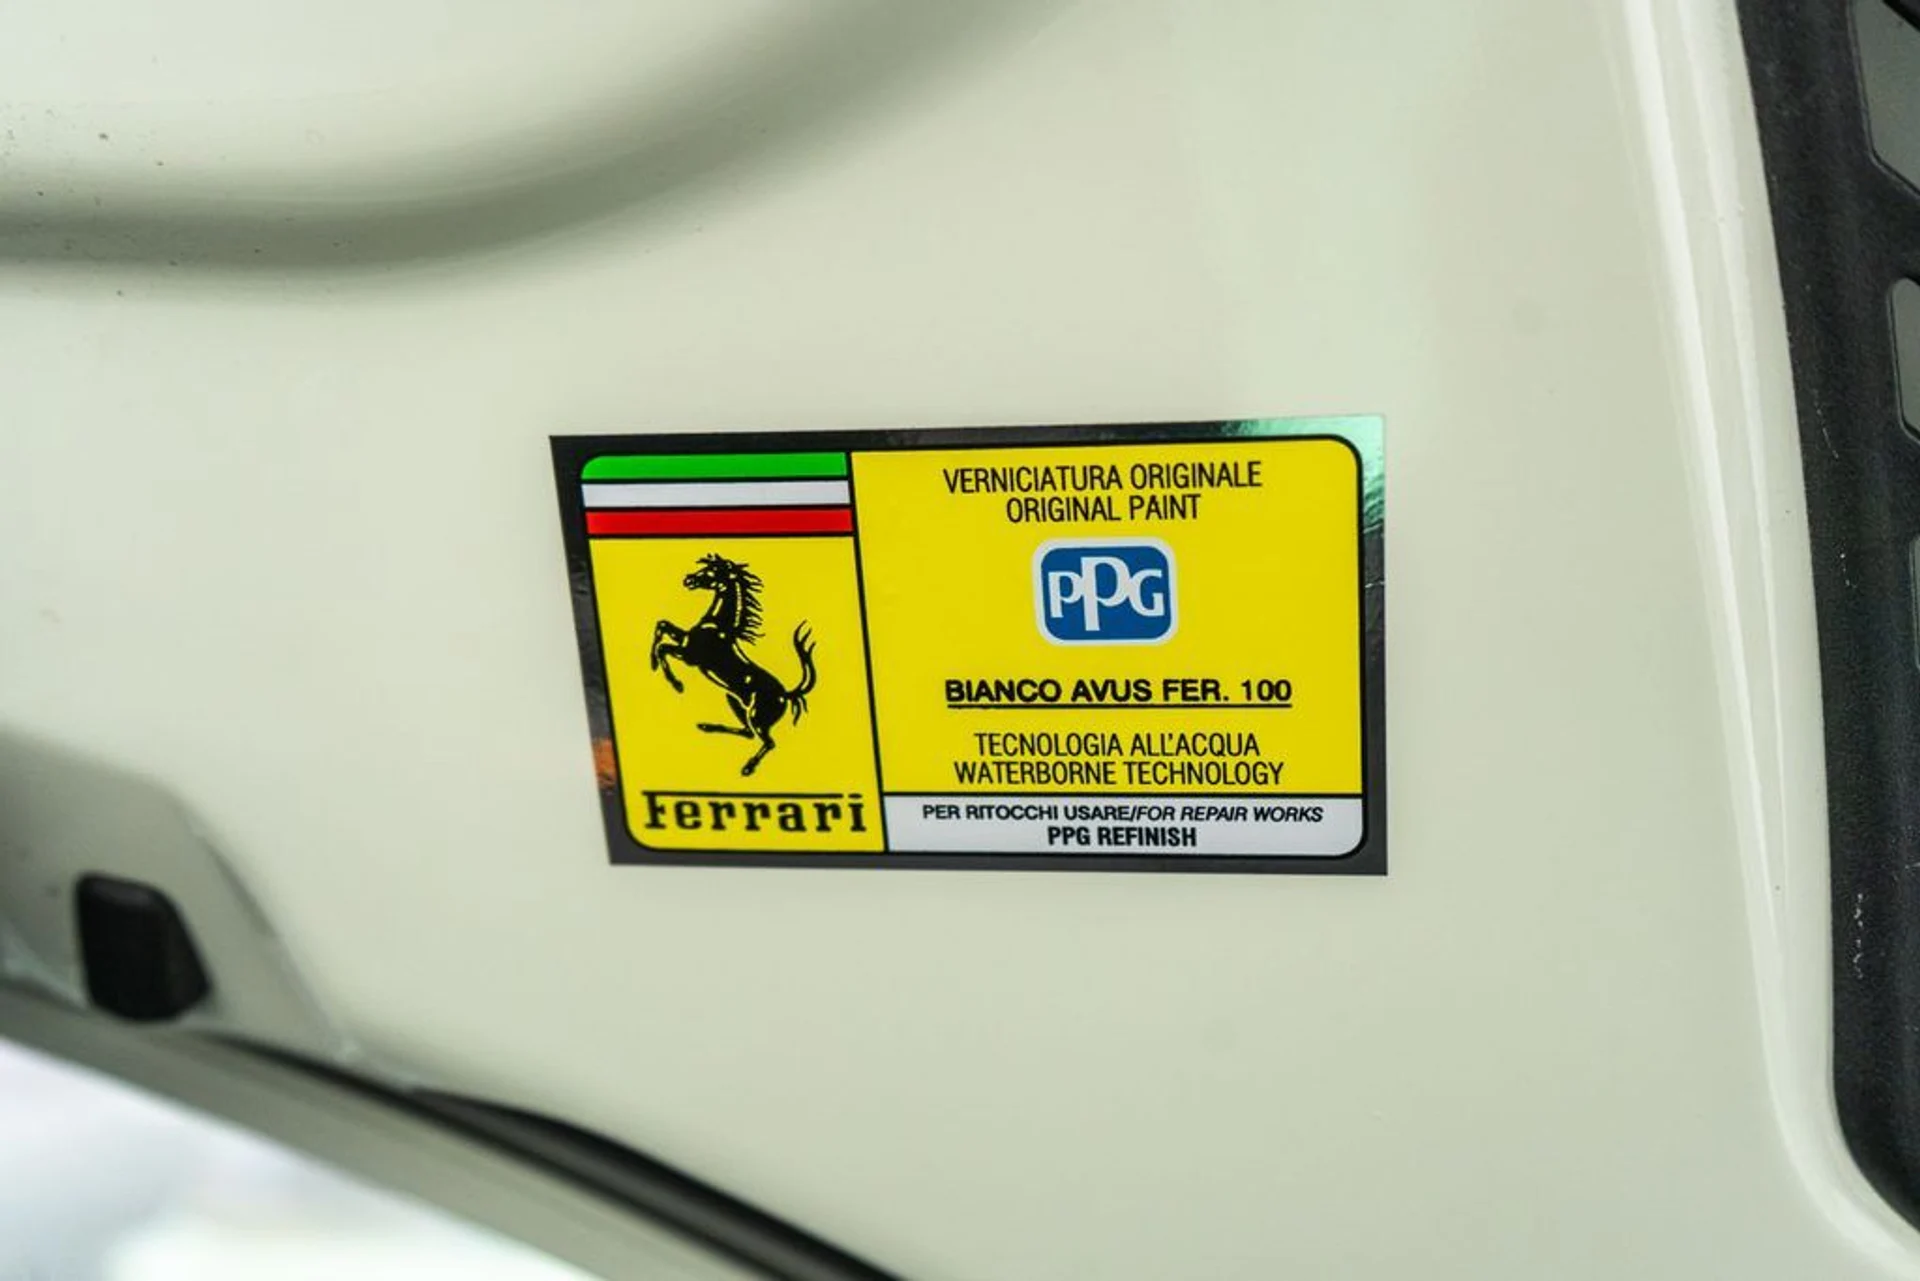 Ferrari
VERNICIATURA ORIGINALE
ORIGINAL PAINT
PPG
BIANCO AVUS FER. 100
TECNOLOGIA ALL'ACQUA
WATERBORNE TECHNOLOGY
PER RITOCCHI USARE/FOR REPAIR WORKS
PPG REFINISH